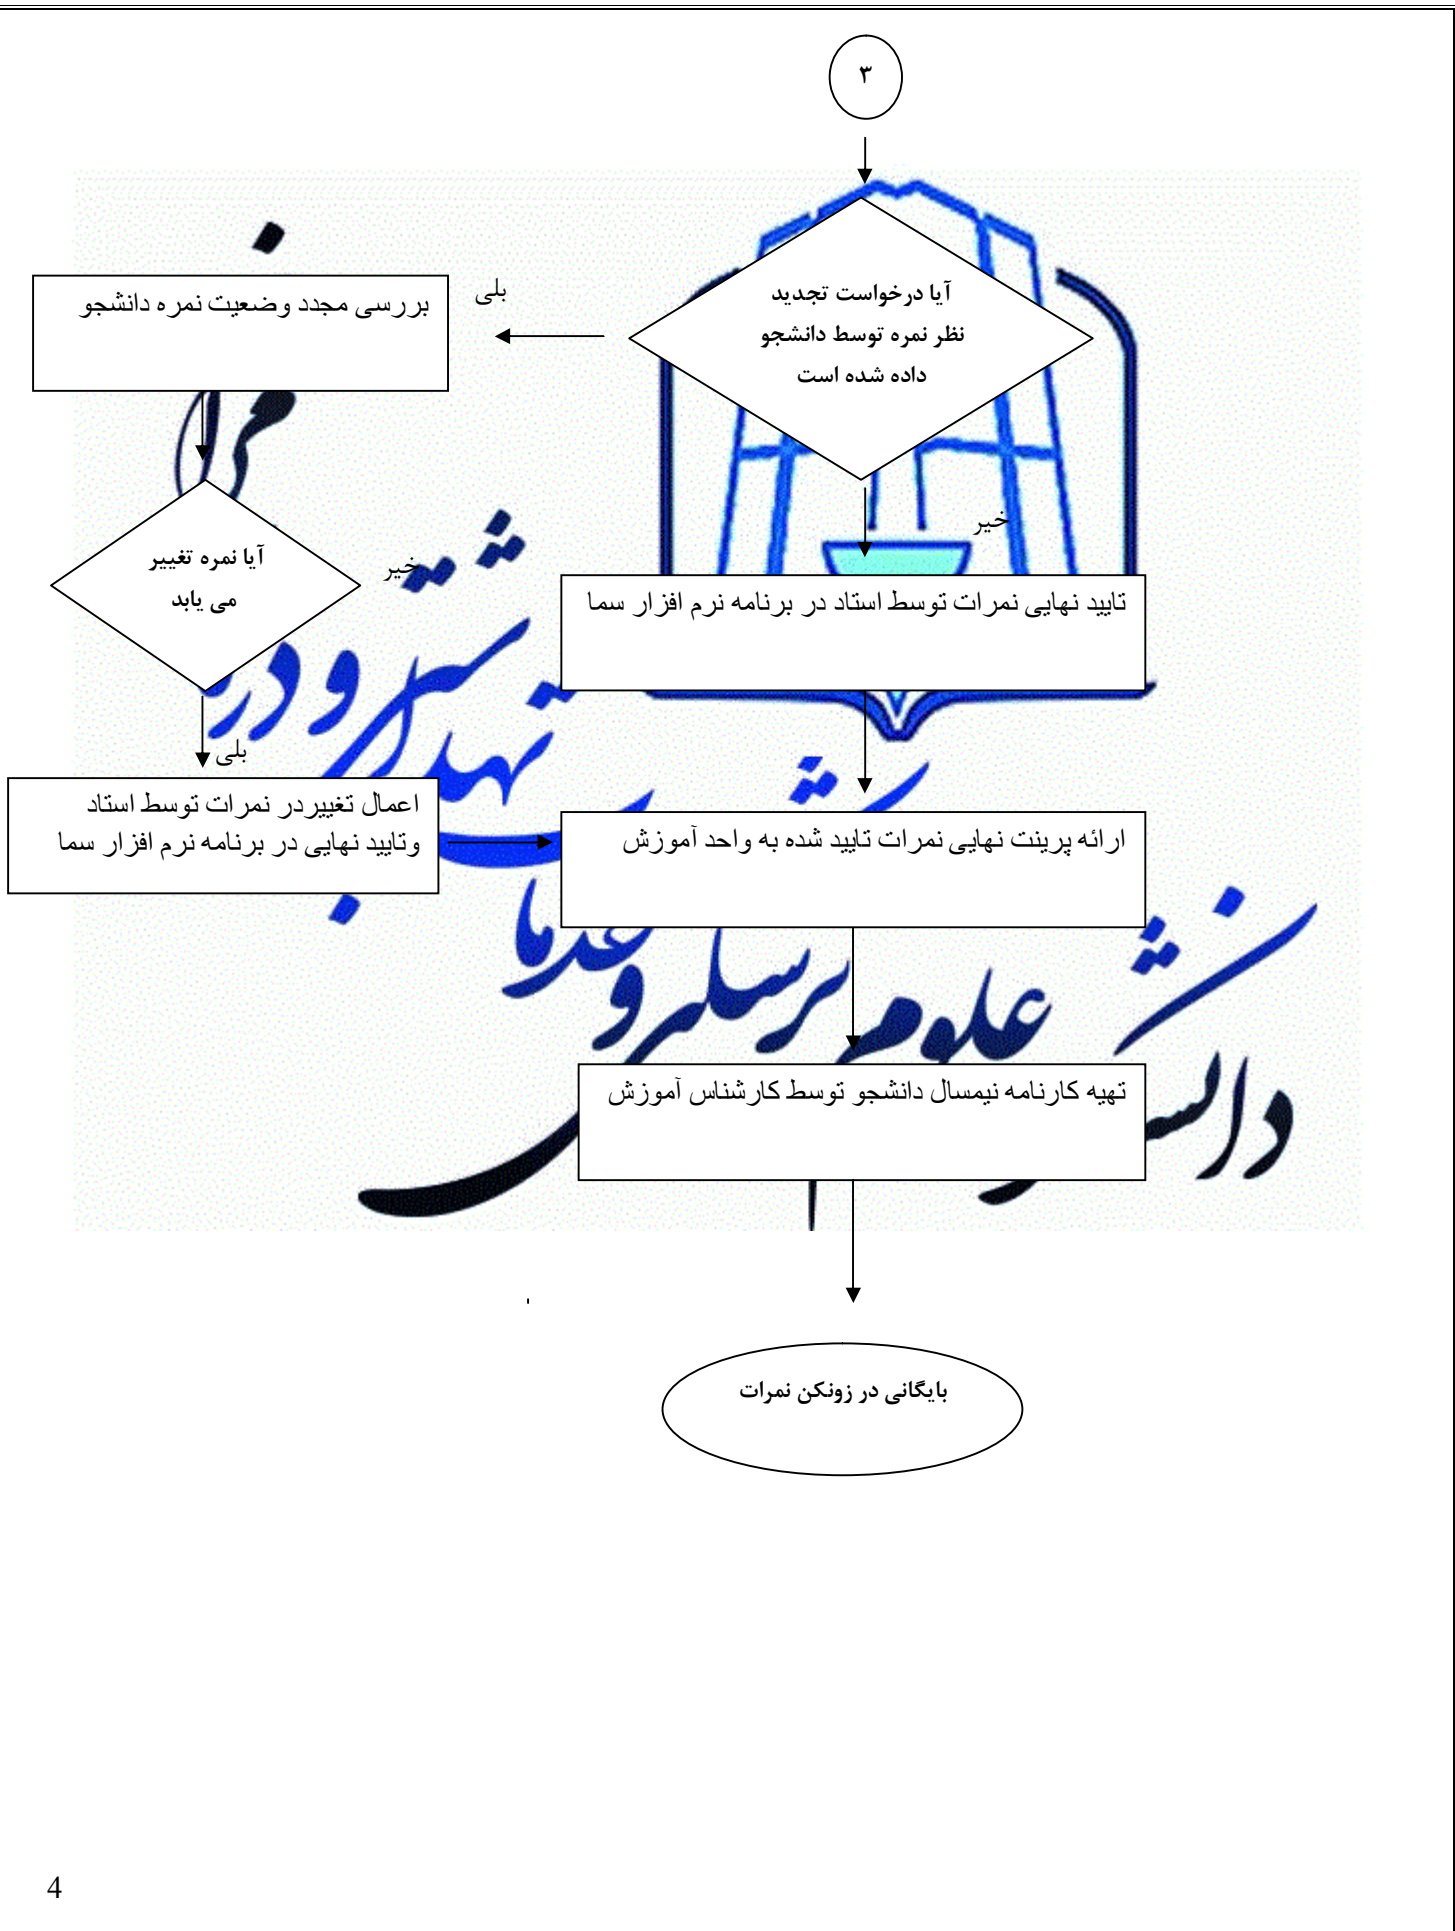 ۳
آیا درخواست تجدید
نظر نمره توسط دانشجو
داده شده است
بلی
بررسی مجدد وضعیت نمره دانشجو
خیر
آیا نمره تغییر
می یابد
خیر
تایید نهایی نمرات توسط استاد در برنامه نرم افزار سما
بلی
اعمال تغییردر نمرات توسط استاد
وتایید نهایی در برنامه نرم افزار سما
ارائه پرینت نهایی نمرات تایید شده به واحد آموزش
تهیه کارنامه نیمسال دانشجو توسط کارشناس آموزش
بایگانی در زونکن نمرات
4